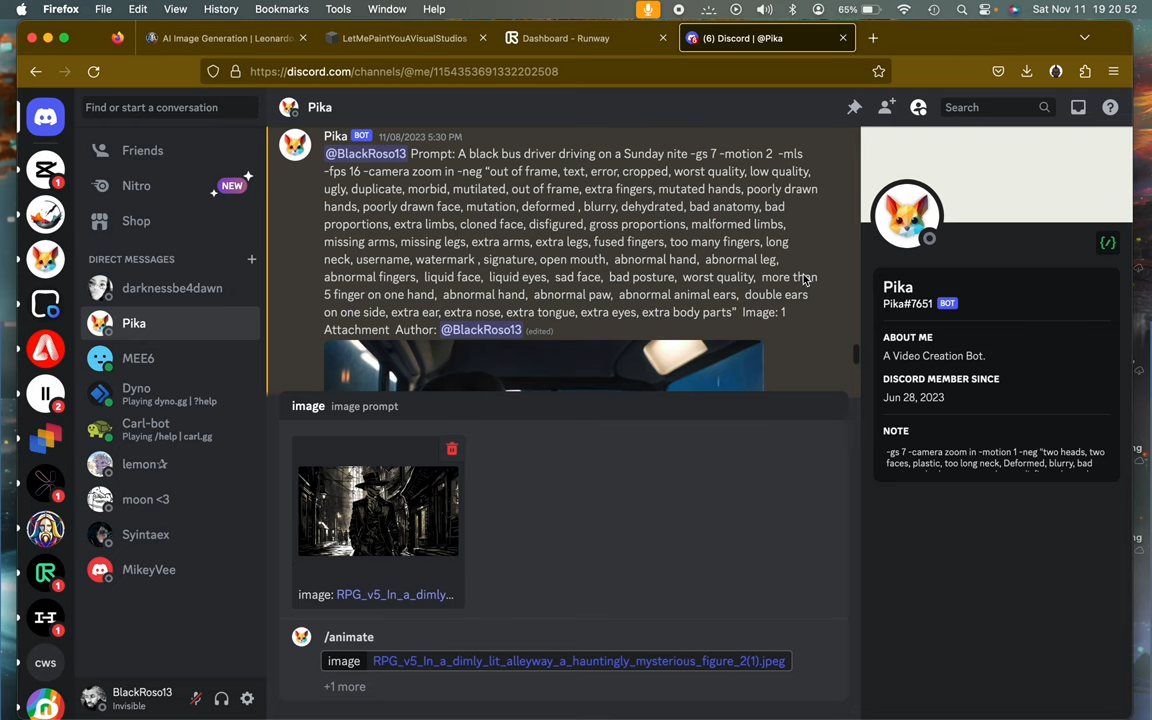 Firefox File Edit View History Bookmarks Tools Window Help 65% Sat Nov 11 19 20 52
AI Image Generation | Leonardo
LetMePaintYouAVisualStudios
Dashboard - Runway
(6) Discord | @Pika
https://discord.com/channels/@me/1154353691332202508
Find or start a conversation
Pika
Search
Friends
Nitro
NEW
Shop
DIRECT MESSAGES
darknessbe4dawn
Pika
MEE6
Dyno
Playing dyno.gg | ?help
Carl-bot
Playing /help | carl.gg
lemon
moon <3
Syintaex
MikeyVee
1
1
2
1
1
1
CWS
BlackRoso13
Invisible
Pika BOT 11/08/2023 5:30 PM
@BlackRoso13 Prompt: A black bus driver driving on a Sunday nite -gs 7 -motion 2 -mls
-fps 16 -camera zoom in -neg "out of frame, text, error, cropped, worst quality, low quality,
ugly, duplicate, morbid, mutilated, out of frame, extra fingers, mutated hands, poorly drawn
hands, poorly drawn face, mutation, deformed , blurry, dehydrated, bad anatomy, bad
proportions, extra limbs, cloned face, disfigured, gross proportions, malformed limbs,
missing arms, missing legs, extra arms, extra legs, fused fingers, too many fingers, long
neck, username, watermark , signature, open mouth, abnormal hand, abnormal leg,
abnormal fingers, liquid face, liquid eyes, sad face, bad posture, worst quality, more than
5 finger on one hand, abnormal hand, abnormal paw, abnormal animal ears, double ears
on one side, extra ear, extra nose, extra tongue, extra eyes, extra body parts" Image: 1
Attachment Author: @BlackRoso13 (edited)
image image prompt
image: RPG_v5_In_a_dimly...
/animate
image RPG_v5_In_a_dimly_lit_alleyway_a_hauntingly_mysterious_figure_2(1).jpeg
+1 more
Pika
Pika#7651 BOT
ABOUT ME
A Video Creation Bot.
DISCORD MEMBER SINCE
Jun 28, 2023
NOTE
-gs 7 -camera zoom in -motion 1 -neg "two heads, two
faces, plastic, too long neck, Deformed, blurry, bad